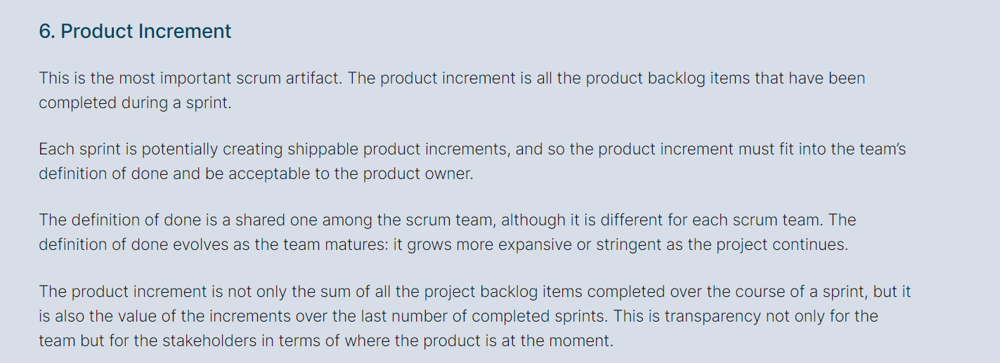 6. Product Increment
This is the most important scrum artifact. The product increment is all the product backlog items that have been
completed during a sprint.
Each sprint is potentially creating shippable product increments, and so the product increment must fit into the team’s
definition of done and be acceptable to the product owner.
The definition of done is a shared one among the scrum team, although it is different for each scrum team. The
definition of done evolves as the team matures: it grows more expansive or stringent as the project continues.
The product increment is not only the sum of all the project backlog items completed over the course of a sprint, but it
is also the value of the increments over the last number of completed sprints. This is transparency not only for the
team but for the stakeholders in terms of where the product is at the moment.